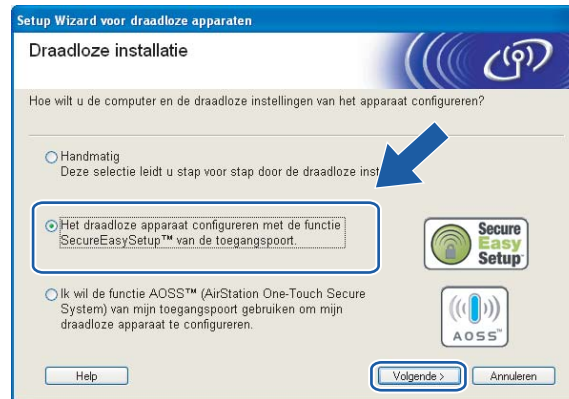 Setup Wizard voor draadloze apparaten
Draadloze installatie
Hoe wilt u de computer en de draadloze instellingen van het apparaat configureren?
Handmatig
Deze selectie leidt u stap voor stap door de draadloze
Het draadloze apparaat configureren met de functie
SecureEasySetup™ van de toegangspoort.
Secure
Easy
Setup™
Ik wil de functie AOSS™ (AirStation One-Touch Secure
System) van mijn toegangspoort gebruiken om mijn
draadloze apparaat te configureren.
AOSS™
Help
Volgende >
Annuleren